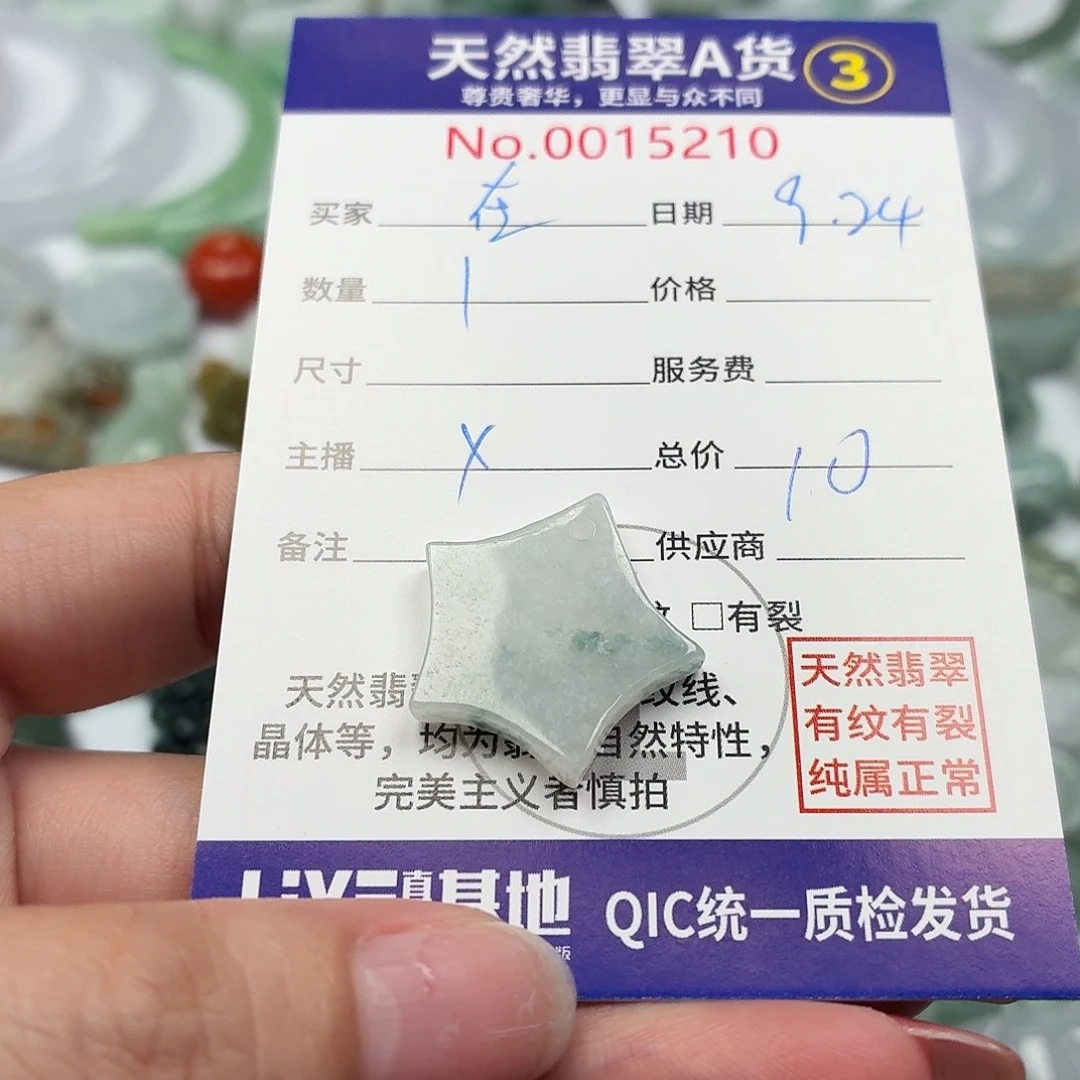 天然翡翠A货 3
尊贵奢华，更显与众不同
No.0015210
买家 在 日期 9.24
数量 1 价格
尺寸 服务费
主播 X 总价 10
备注 供应商
□有裂
天然翡 纹线、
晶体等，均为 自然特性，
完美主义者慎拍
天然翡翠
有纹有裂
纯属正常
基地 QIC统一质检发货